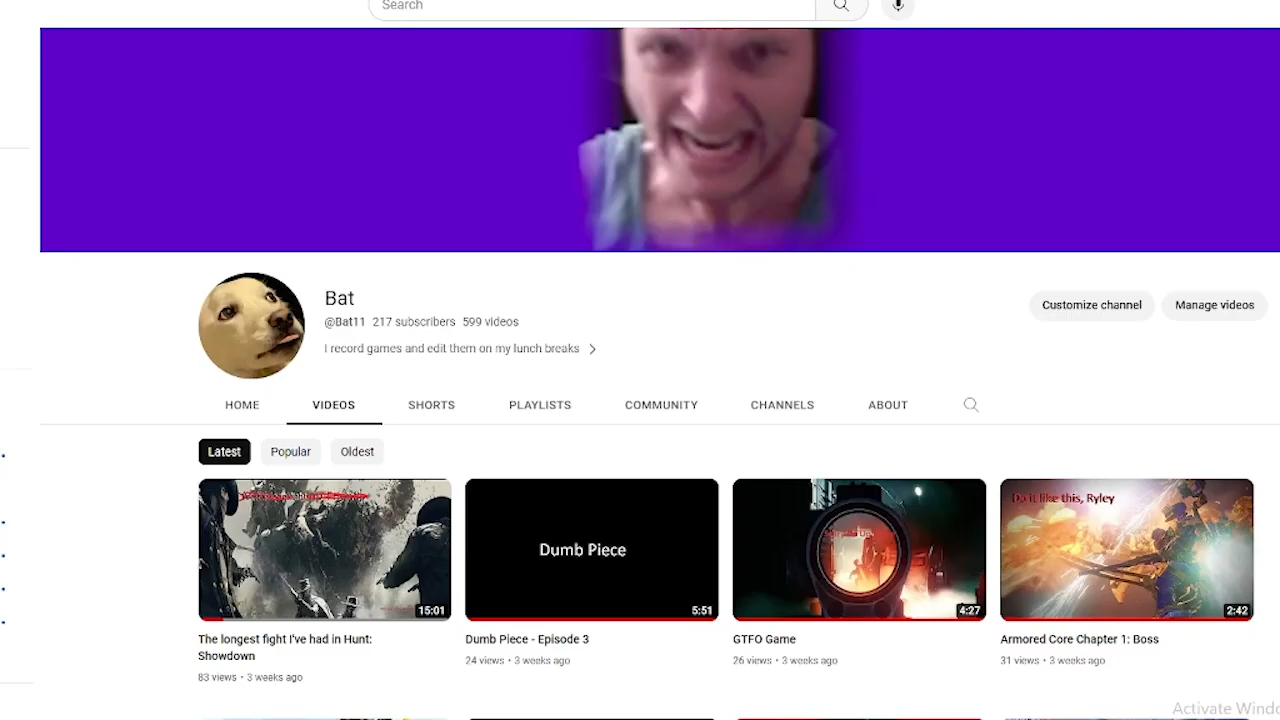 Search
Bat
@Bat11 217 subscribers 599 videos
I record games and edit them on my lunch breaks
Customize channel
Manage videos
HOME VIDEOS SHORTS PLAYLISTS COMMUNITY CHANNELS ABOUT
Latest Popular Oldest
15:01
Dumb Piece
5:51
4:27
Do it like this, Ryley
2:42
The longest fight I've had in Hunt:
Showdown
83 views • 3 weeks ago
Dumb Piece - Episode 3
24 views • 3 weeks ago
GTFO Game
26 views • 3 weeks ago
Armored Core Chapter 1: Boss
31 views • 3 weeks ago
Activate